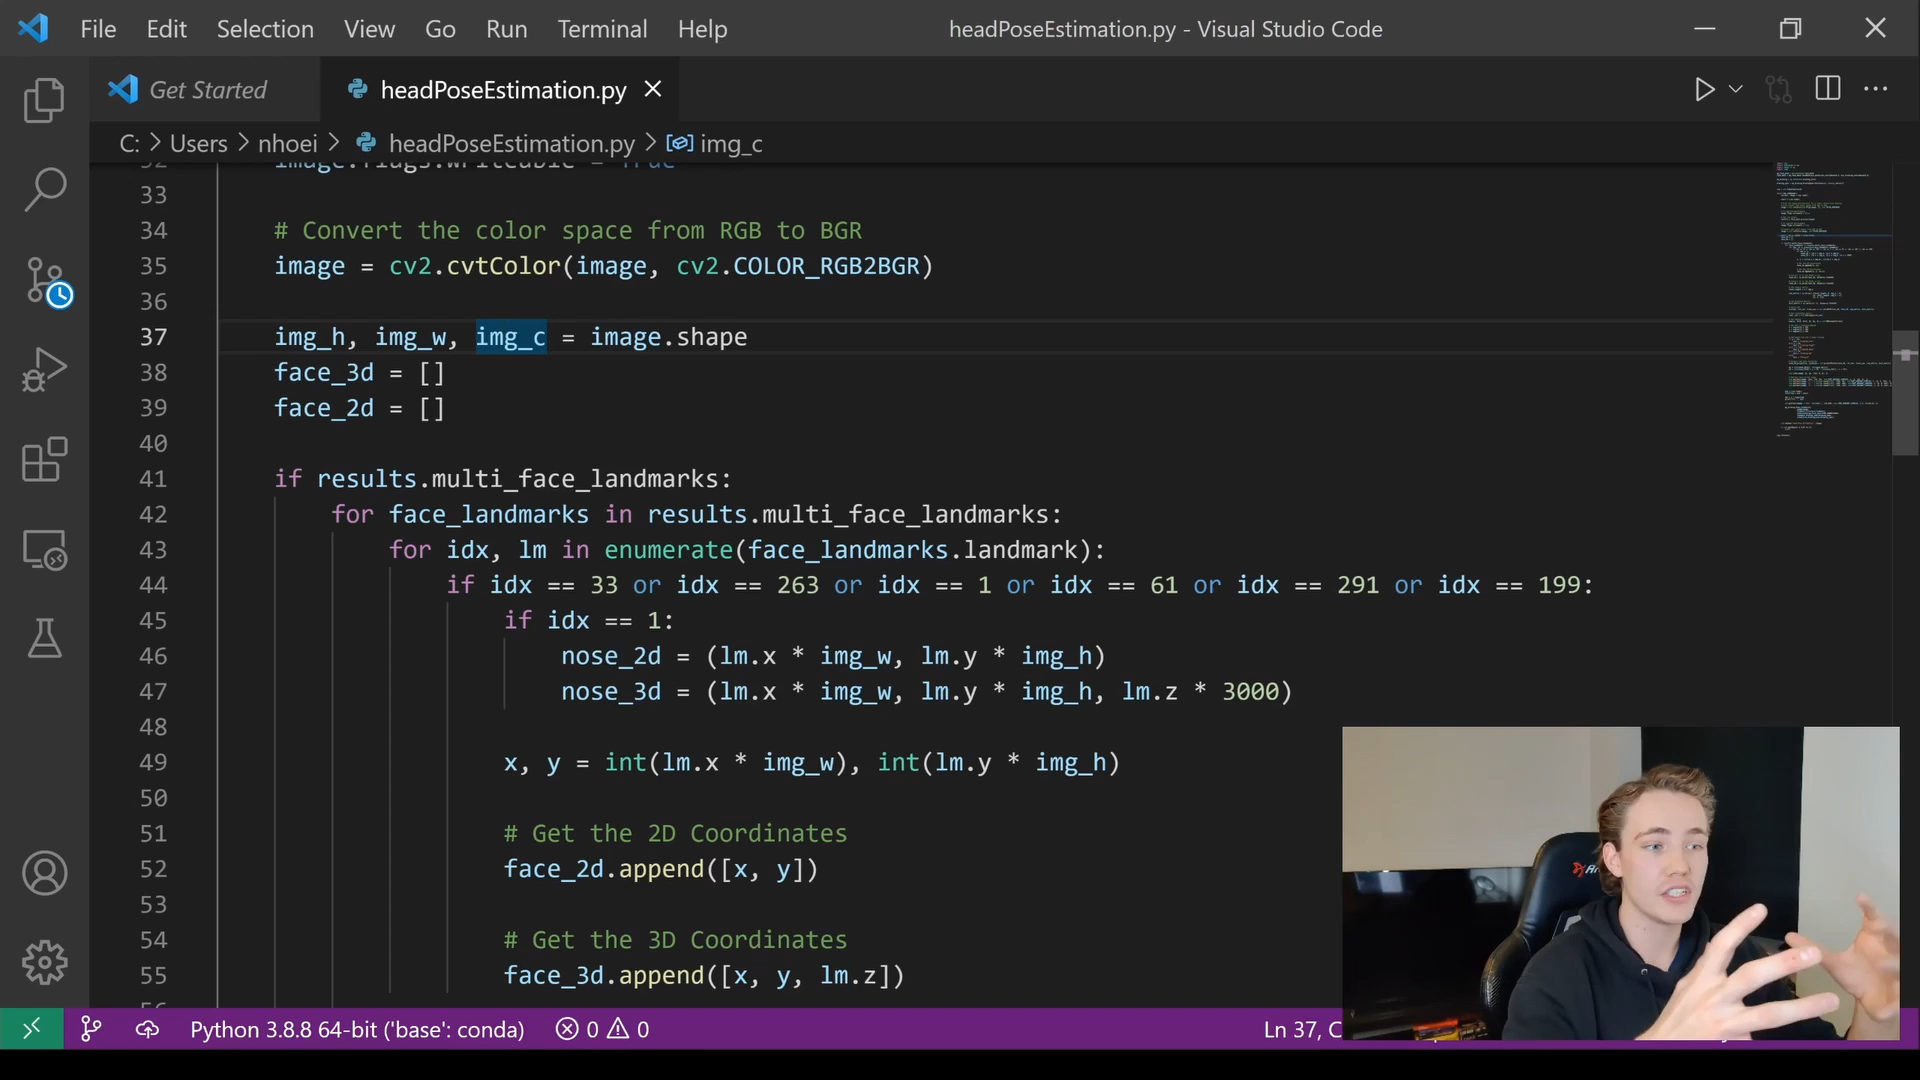 File Edit Selection View Go Run Terminal Help headPoseEstimation.py - Visual Studio Code
Get Started headPoseEstimation.py
C: > Users > nhoei > headPoseEstimation.py > img_c
32 image.flags.writeable = True
33
34 # Convert the color space from RGB to BGR
35 image = cv2.cvtColor(image, cv2.COLOR_RGB2BGR)
36
37 img_h, img_w, img_c = image.shape
38 face_3d = []
39 face_2d = []
40
41 if results.multi_face_landmarks:
42 for face_landmarks in results.multi_face_landmarks:
43 for idx, lm in enumerate(face_landmarks.landmark):
44 if idx == 33 or idx == 263 or idx == 1 or idx == 61 or idx == 291 or idx == 199:
45 if idx == 1:
46 nose_2d = (lm.x * img_w, lm.y * img_h)
47 nose_3d = (lm.x * img_w, lm.y * img_h, lm.z * 3000)
48
49 x, y = int(lm.x * img_w), int(lm.y * img_h)
50
51 # Get the 2D Coordinates
52 face_2d.append([x, y])
53
54 # Get the 3D Coordinates
55 face_3d.append([x, y, lm.z])
Python 3.8.8 64-bit ('base': conda) 0 0 Ln 37, C